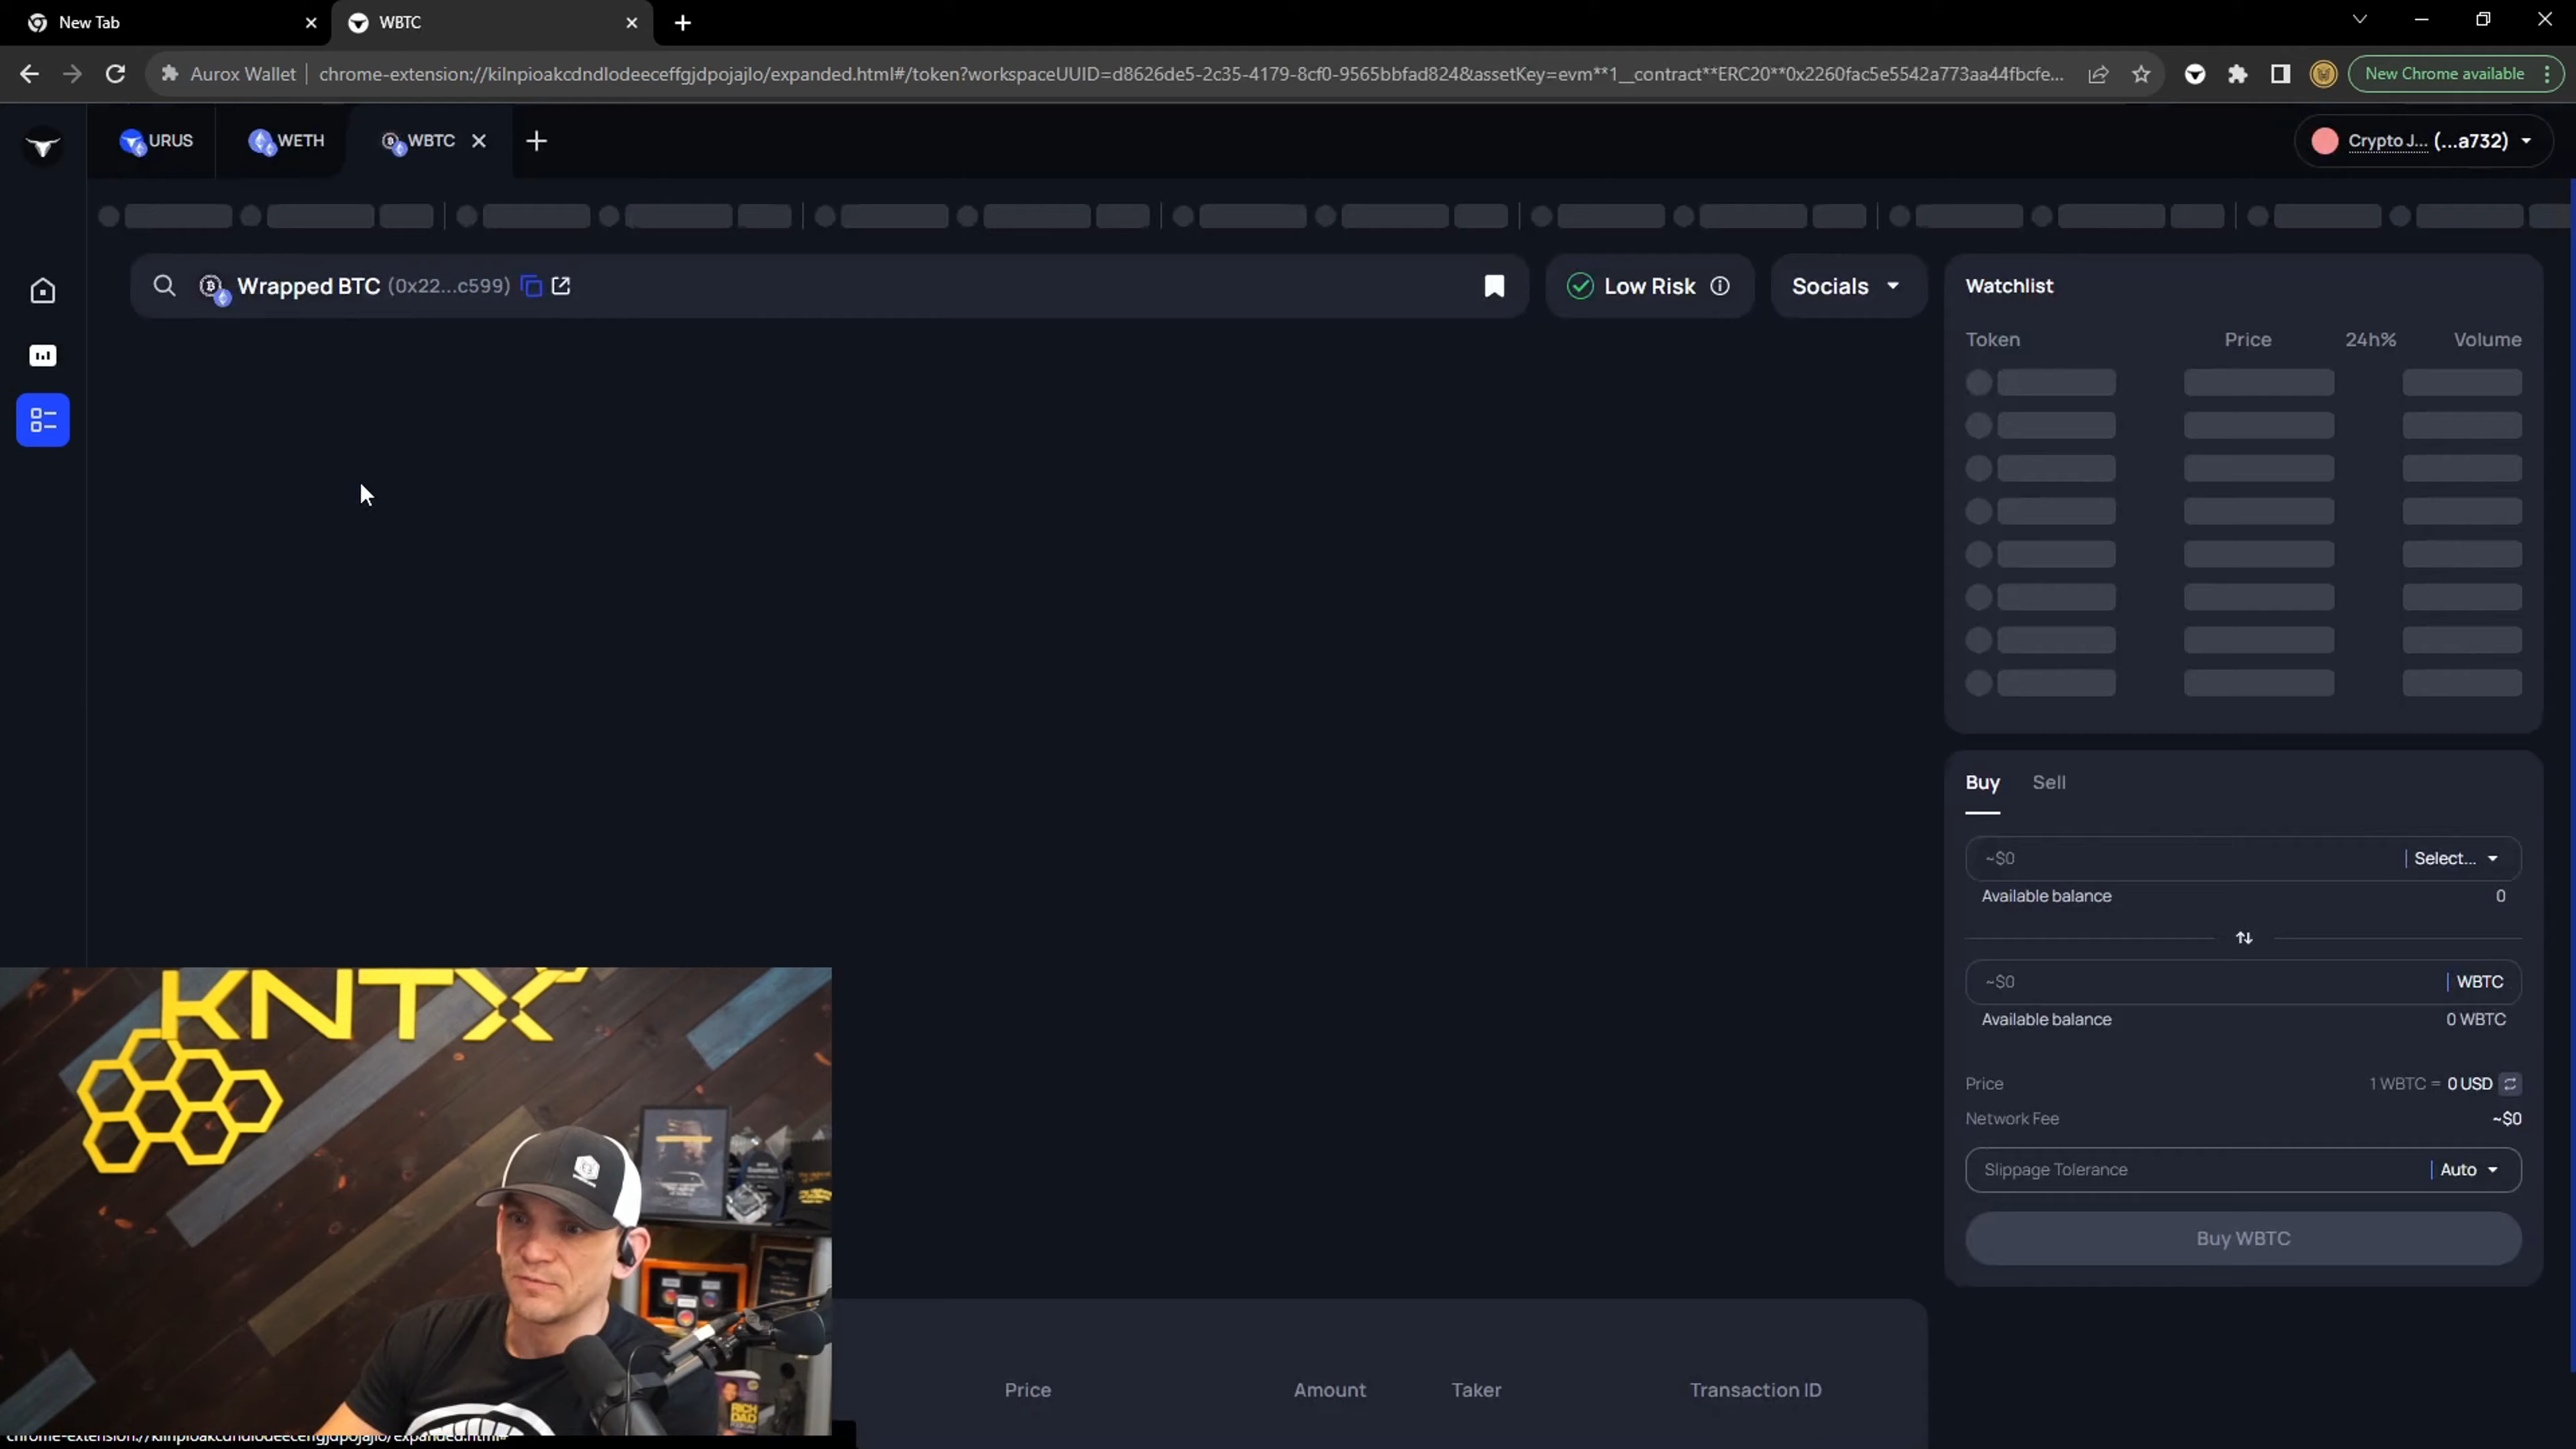 New Tab
WBTC
Aurox Wallet
chrome-extension://kilnpioakcdndlodeeceffgjdpojajlo/expanded.html#/token?workspaceUUID=d8626de5-2c35-4179-8cf0-9565bbfad824&assetKey=evm**1__contract**ERC20**0x2260fac5e5542a773aa44fbcfe...
New Chrome available
URUS
WETH
WBTC
Crypto J... (...a732)
Wrapped BTC (0x22...c599)
Low Risk
Socials
Watchlist
Token Price 24h% Volume
Buy Sell
~$0 Select...
Available balance 0
~$0 WBTC
Available balance 0 WBTC
Price 1 WBTC = 0 USD
Network Fee ~$0
Slippage Tolerance Auto
Buy WBTC
KNTX
RICH DAD
Price Amount Taker Transaction ID